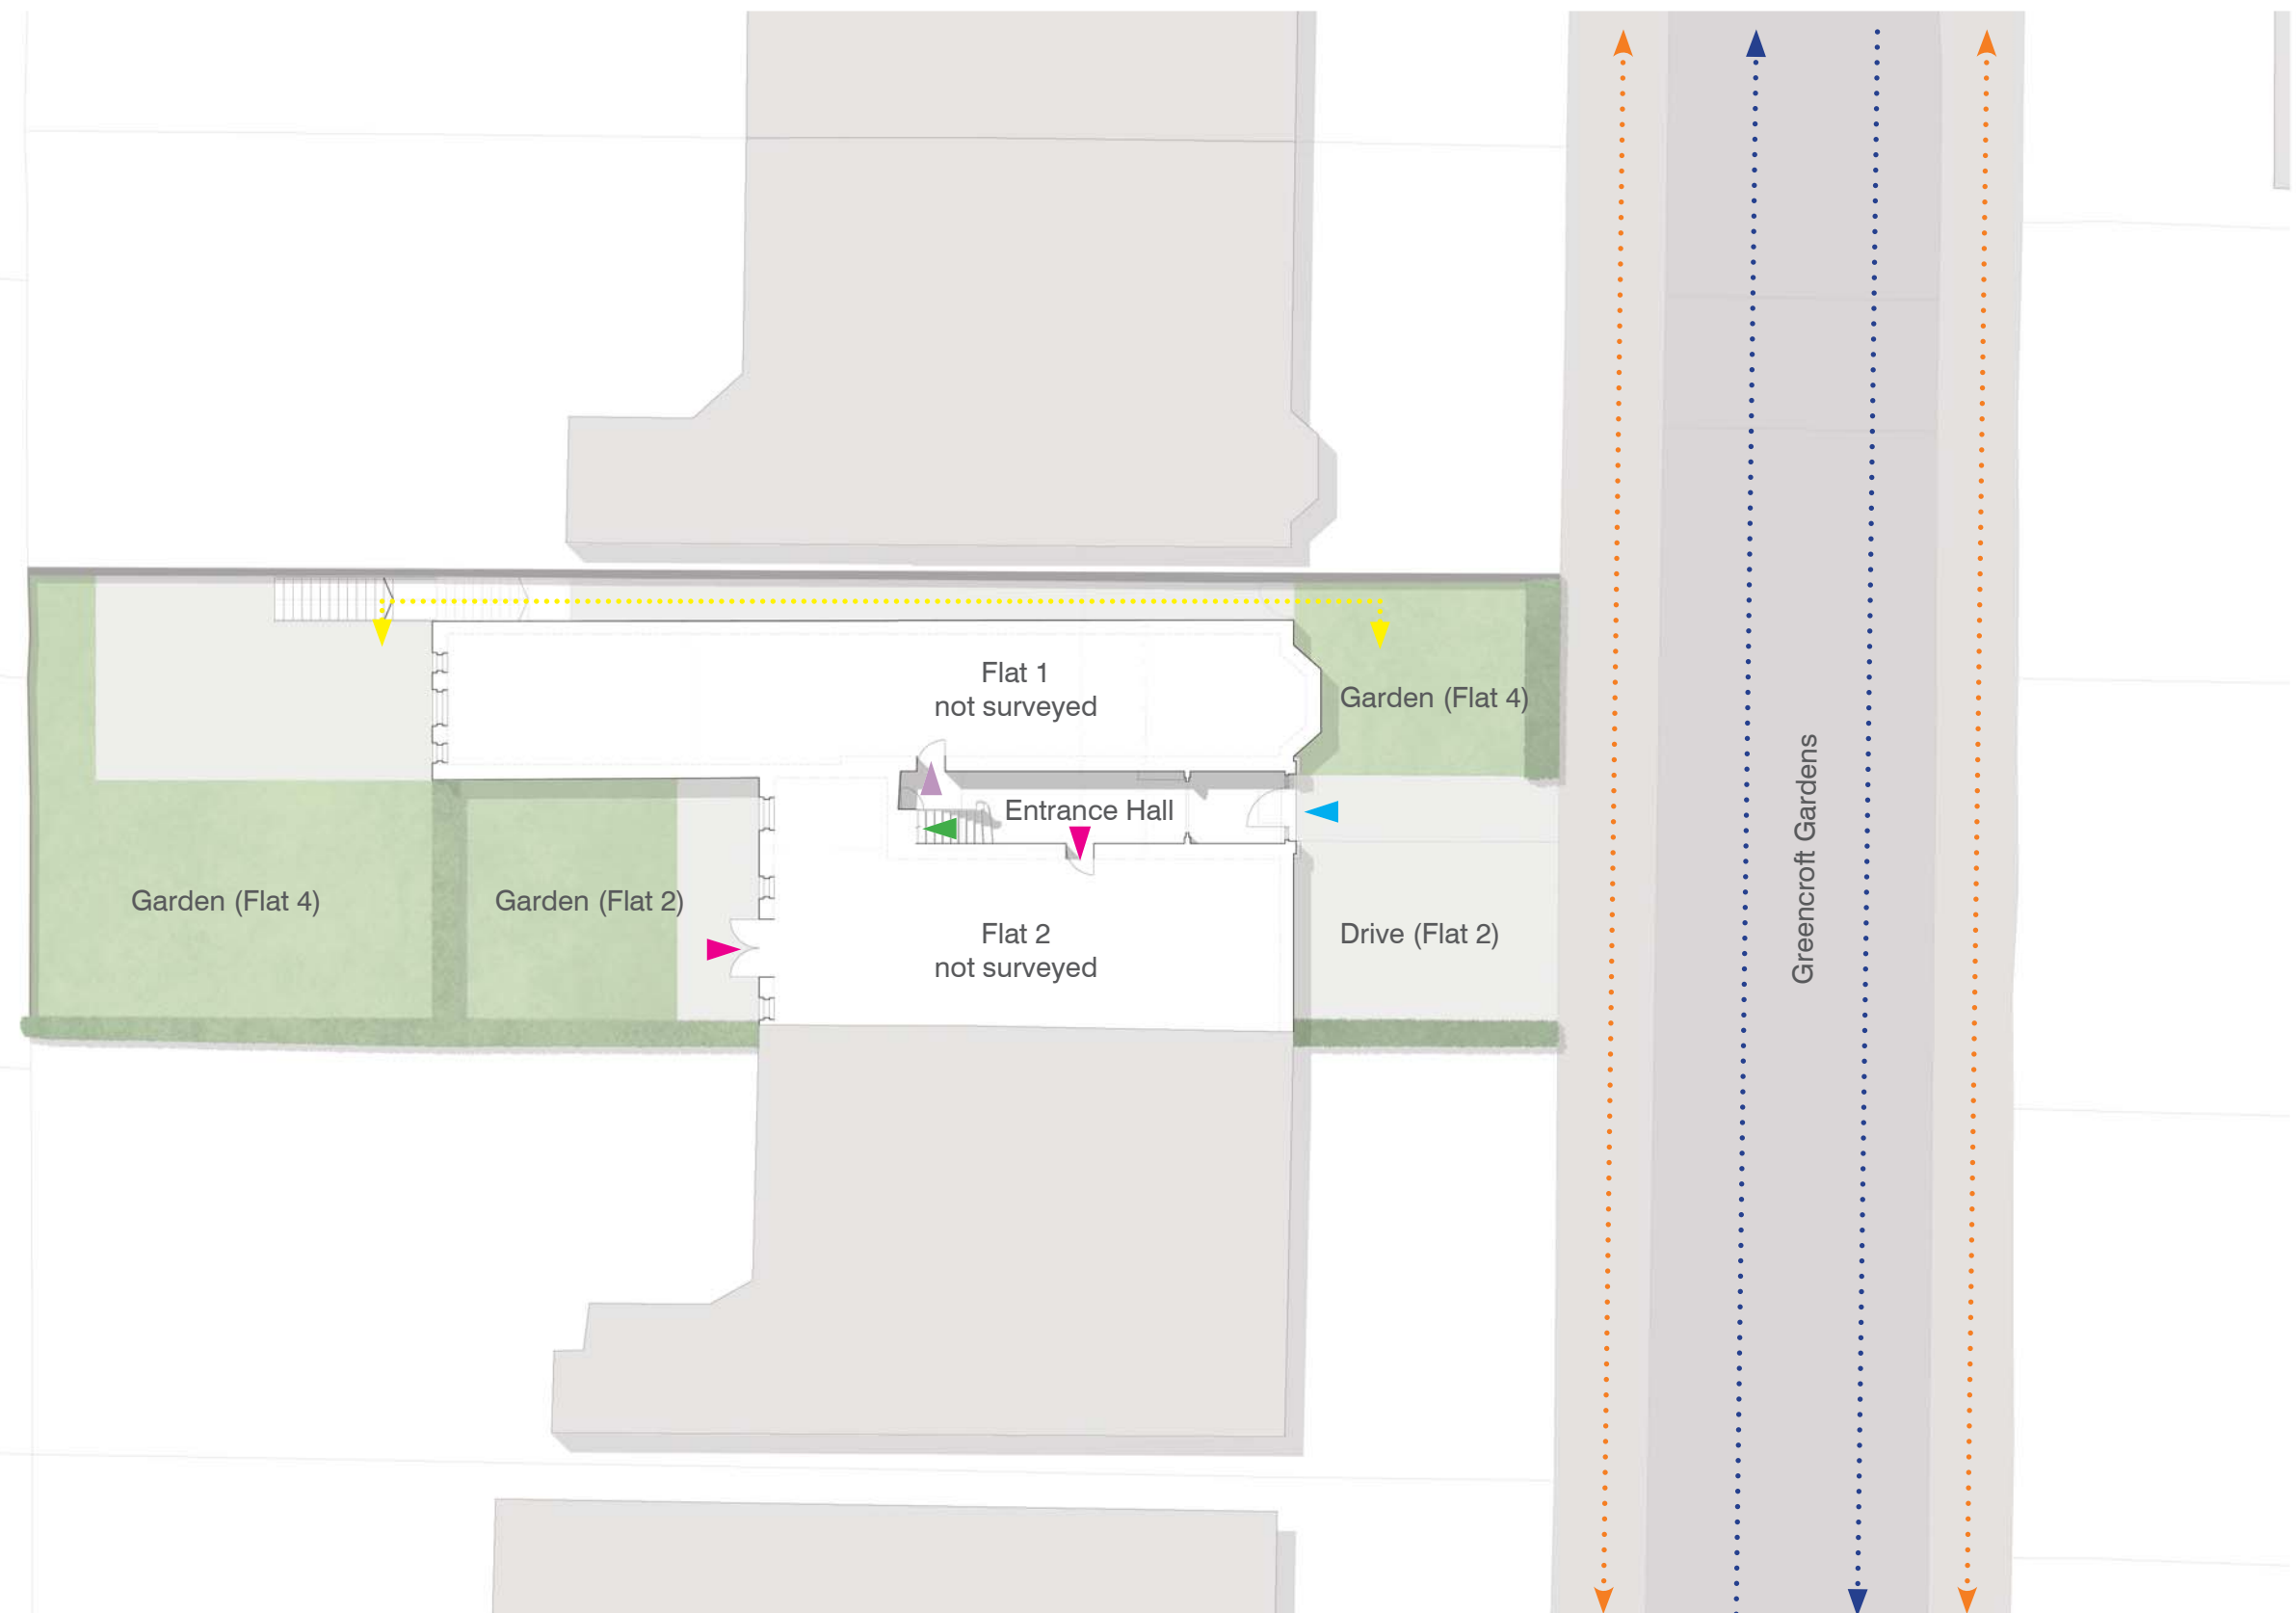 Flat 1
not surveyed
Garden (Flat 4)
Entrance Hall
Garden (Flat 4)
Garden (Flat 2)
Flat 2
not surveyed
Drive (Flat 2)
Greencroft Gardens